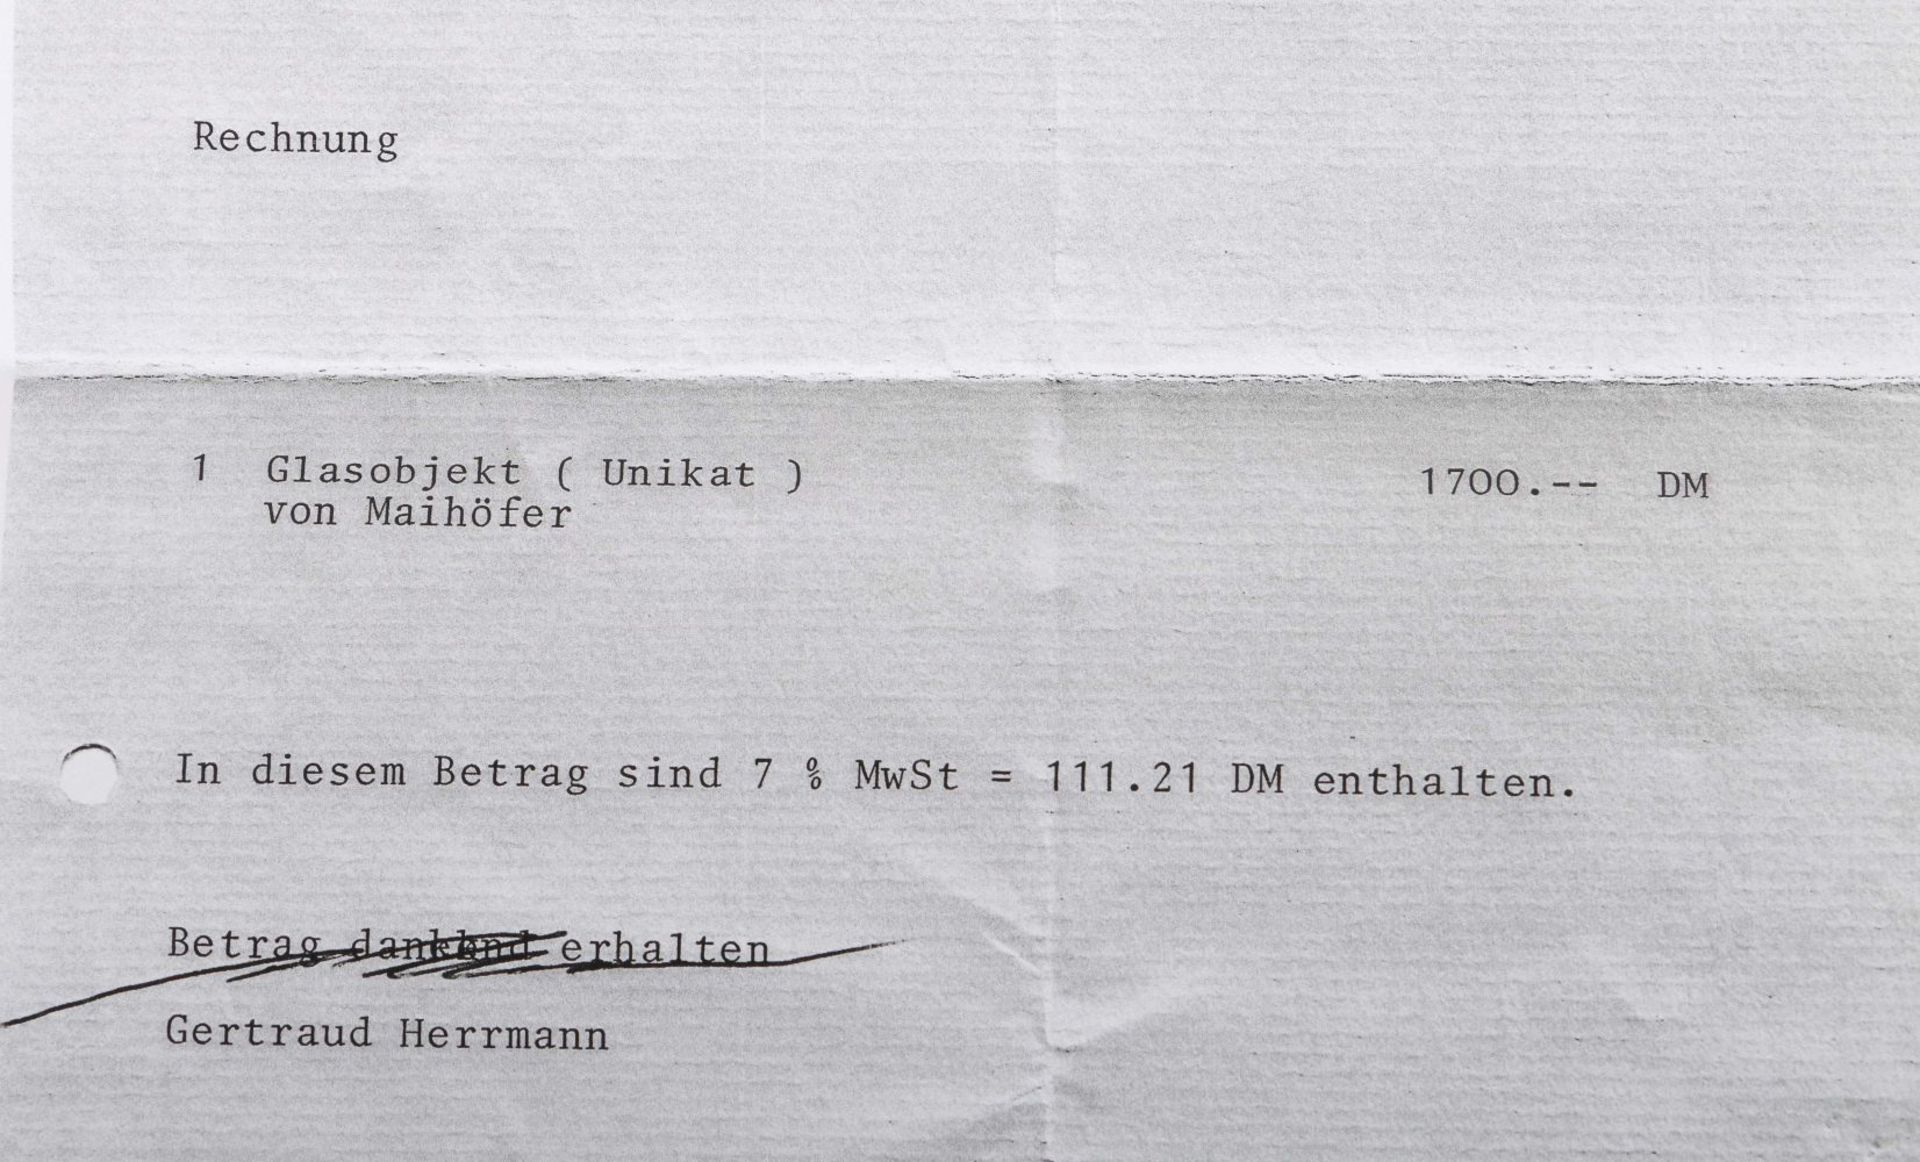 Rechnung
1 Glasobjekt ( Unikat ) 1700.-- DM
von Maihöfer
In diesem Betrag sind 7 % MwSt = 111.21 DM enthalten.
Betrag dankend erhalten
Gertraud Herrmann